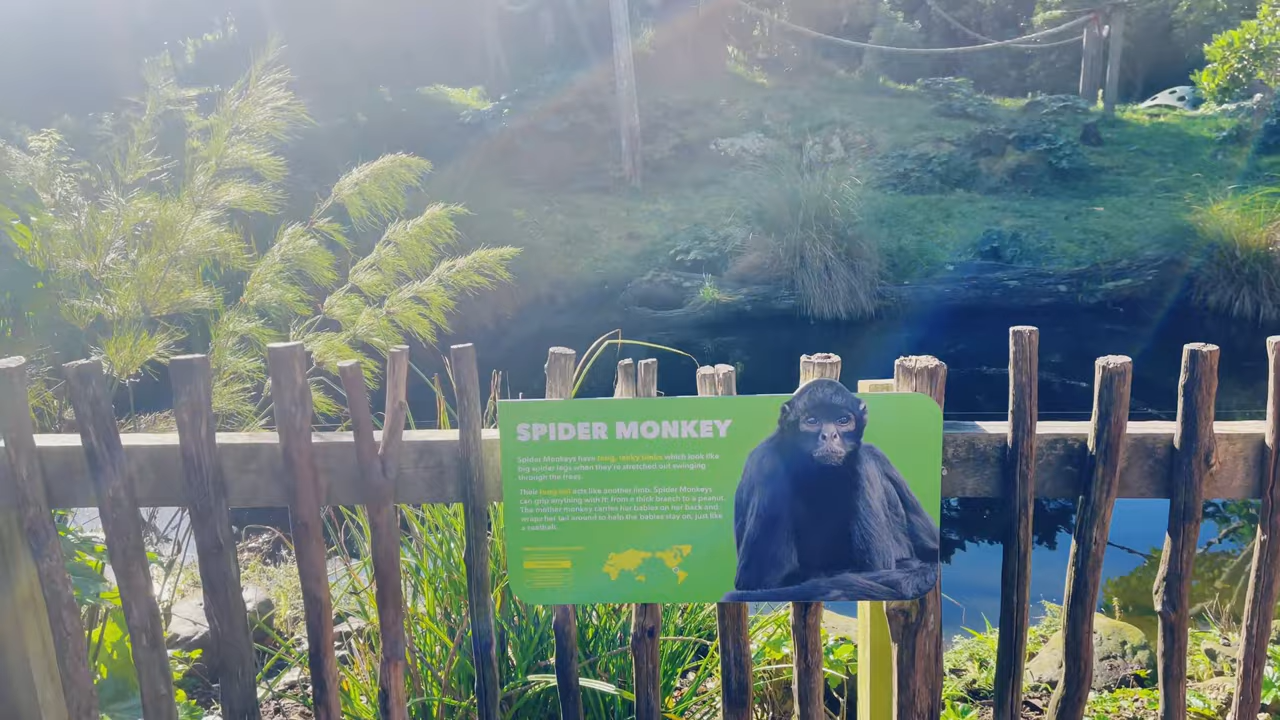 SPIDER MONKEY
Spider Monkeys have long, lanky limbs which look like
big spider legs when they're stretched out swinging
through the trees.
Their long tail acts like another limb. Spider Monkeys
can grip anything with it, from a thick branch to a peanut.
The mother monkey carries her babies on her back and
wraps her tail around to help the babies stay on, just like
a seatbelt.